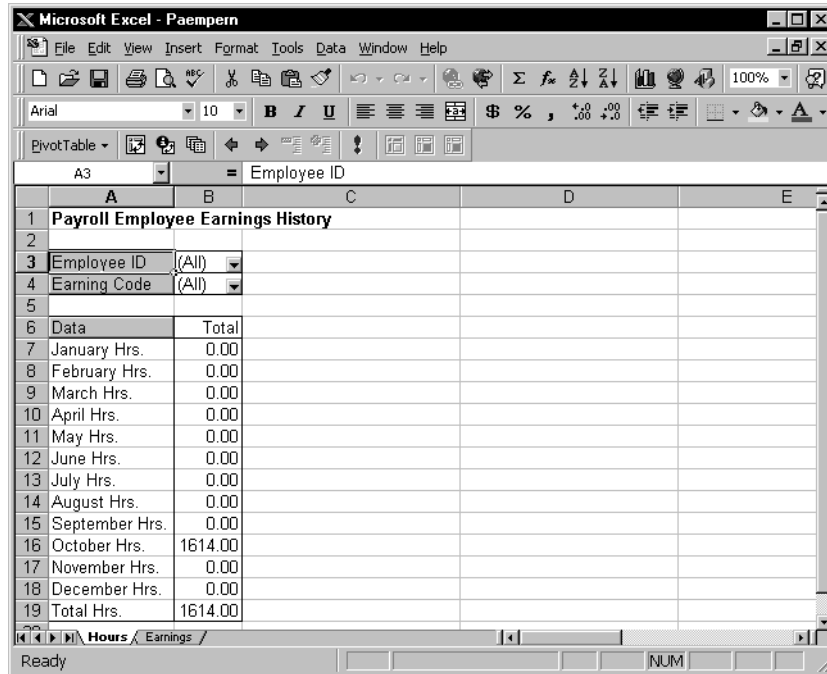 Microsoft Excel - Paempern
File Edit View Insert Format Tools Data Window Help
100%
Arial 10 B I U $ % ,
PivotTable
A3 = Employee ID
A B C D E
1 Payroll Employee Earnings History
2
3 Employee ID (All)
4 Earning Code (All)
5
6 Data Total
7 January Hrs. 0.00
8 February Hrs. 0.00
9 March Hrs. 0.00
10 April Hrs. 0.00
11 May Hrs. 0.00
12 June Hrs. 0.00
13 July Hrs. 0.00
14 August Hrs. 0.00
15 September Hrs. 0.00
16 October Hrs. 1614.00
17 November Hrs. 0.00
18 December Hrs. 0.00
19 Total Hrs. 1614.00
Hours Earnings
Ready NUM